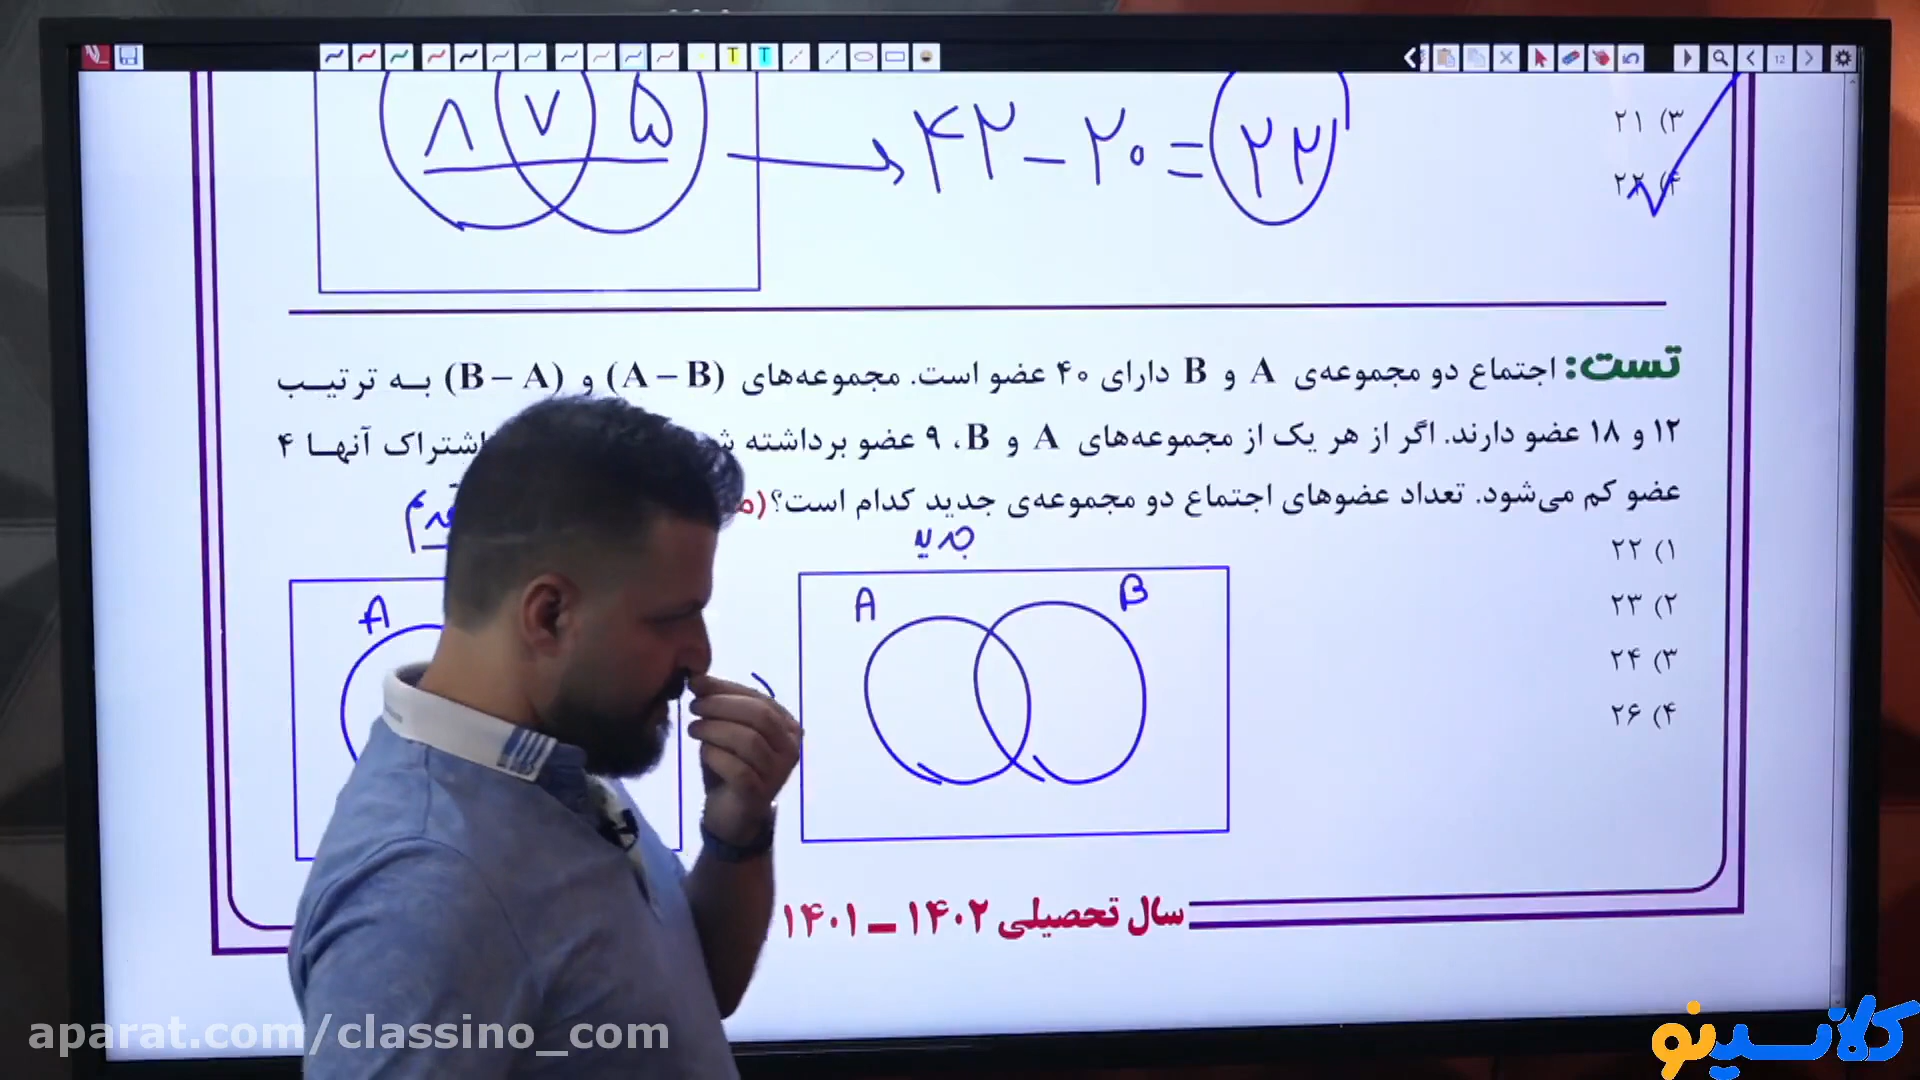 ۸ ۷ ۵ ۴۲ - ۲۰ = ۲۲
۳) ۲۱
۴) ۲۲
تست: اجتماع دو مجموعه‌ی A و B دارای ۴۰ عضو است. مجموعه‌های (A – B) و (B – A) به ترتیب
۱۲ و ۱۸ عضو دارند. اگر از هر یک از مجموعه‌های A و B، ۹ عضو برداشته اشتراک آنها ۴
عضو کم می‌شود. تعداد عضوهای اجتماع دو مجموعه‌ی جدید کدام است؟
جدید
A
A B
۱) ۲۲
۲) ۲۳
۳) ۲۴
۴) ۲۶
سال تحصیلی ۱۴۰۲ – ۱۴۰۱
aparat.com/classino_com
کلاسینو